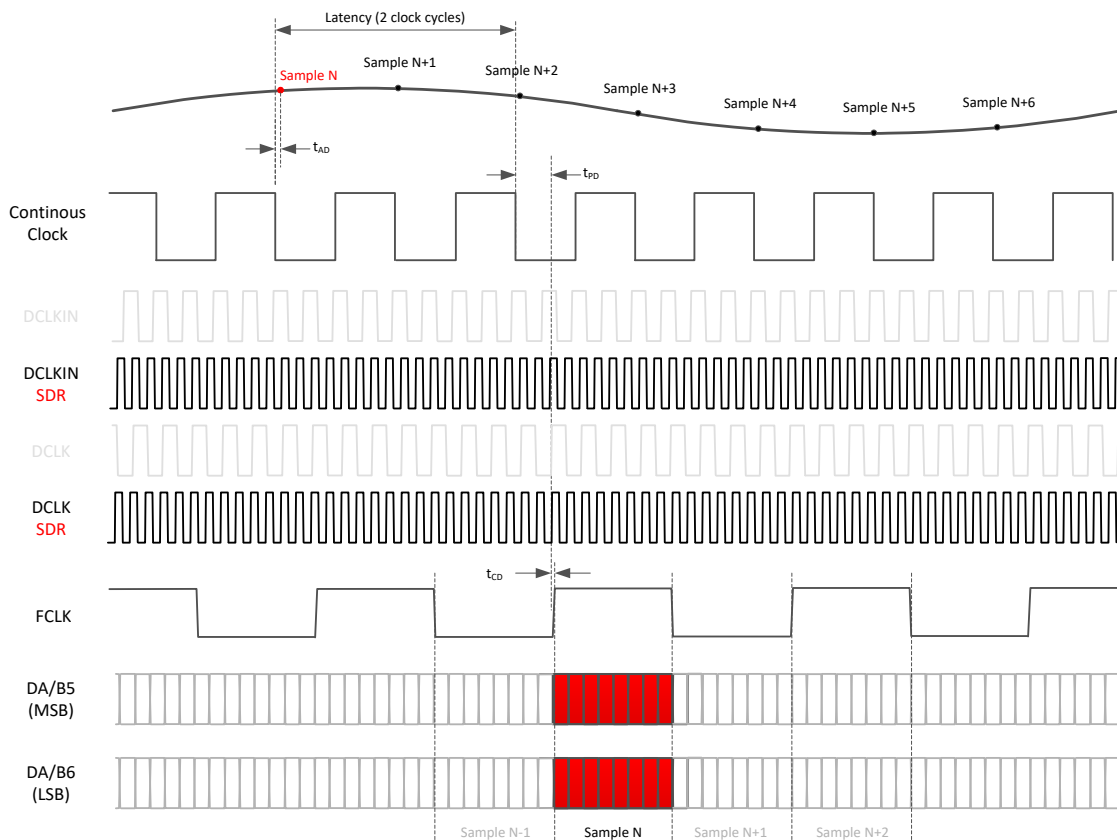 Latency (2 clock cycles)
Sample N
Sample N+1
Sample N+2
Sample N+3
Sample N+4
Sample N+5
Sample N+6
tAD
tPD
Continous
Clock
DCLKIN
DCLKIN
SDR
DCLK
DCLK
SDR
tCD
FCLK
DA/B5
(MSB)
DA/B6
(LSB)
Sample N-1
Sample N
Sample N+1
Sample N+2